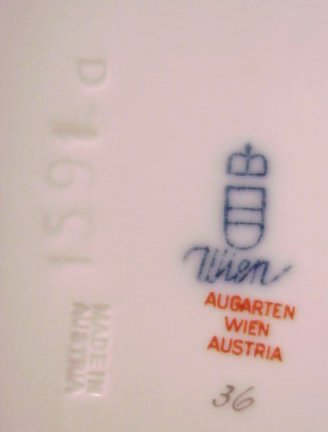 Wien
AUGARTEN
WIEN
AUSTRIA
36
MADE IN
AUSTRIA